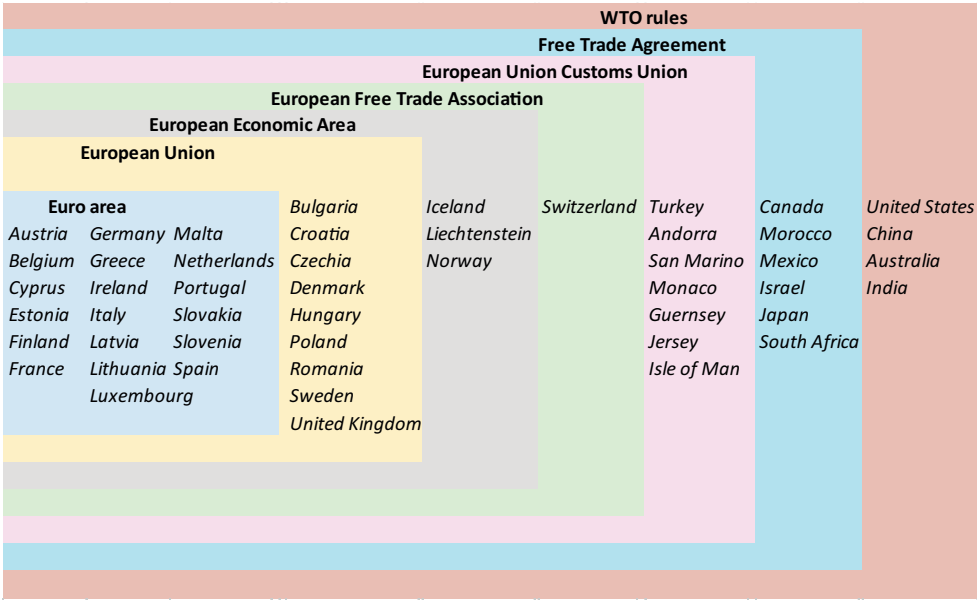 WTO rules
Free Trade Agreement
European Union Customs Union
European Free Trade Association
European Economic Area
European Union
Euro area
Austria Germany Malta
Belgium Greece Netherlands
Cyprus Ireland Portugal
Estonia Italy Slovakia
Finland Latvia Slovenia
France Lithuania Spain
Luxembourg
Bulgaria
Croatia
Czechia
Denmark
Hungary
Poland
Romania
Sweden
United Kingdom
Iceland
Liechtenstein
Norway
Switzerland
Turkey
Andorra
San Marino
Monaco
Guernsey
Jersey
Isle of Man
Canada
Morocco
Mexico
Israel
Japan
South Africa
United States
China
Australia
India